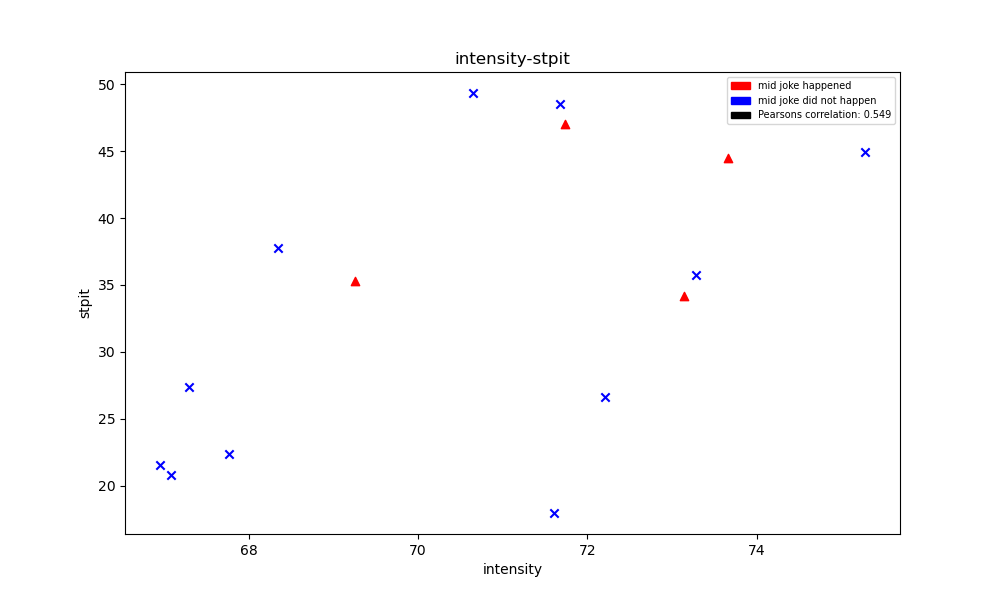 intensity-stpit
mid joke happened
mid joke did not happen
Pearsons correlation: 0.549
50
45
40
35
30
25
20
stpit
68 70 72 74
intensity